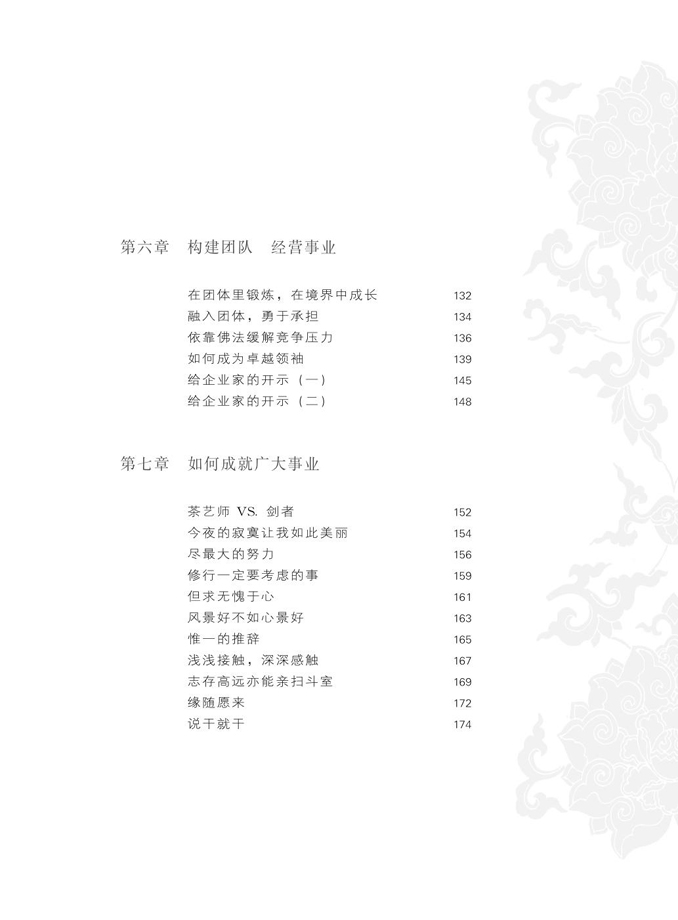 第六章 构建团队 经营事业
在团体里锻炼，在境界中成长 132
融入团体，勇于承担 134
依靠佛法缓解竞争压力 136
如何成为卓越领袖 139
给企业家的开示（一） 145
给企业家的开示（二） 148
第七章 如何成就广大事业
茶艺师 VS. 剑者 152
今夜的寂寞让我如此美丽 154
尽最大的努力 156
修行一定要考虑的事 159
但求无愧于心 161
风景好不如心景好 163
惟一的推辞 165
浅浅接触，深深感触 167
志存高远亦能亲扫斗室 169
缘随愿来 172
说干就干 174